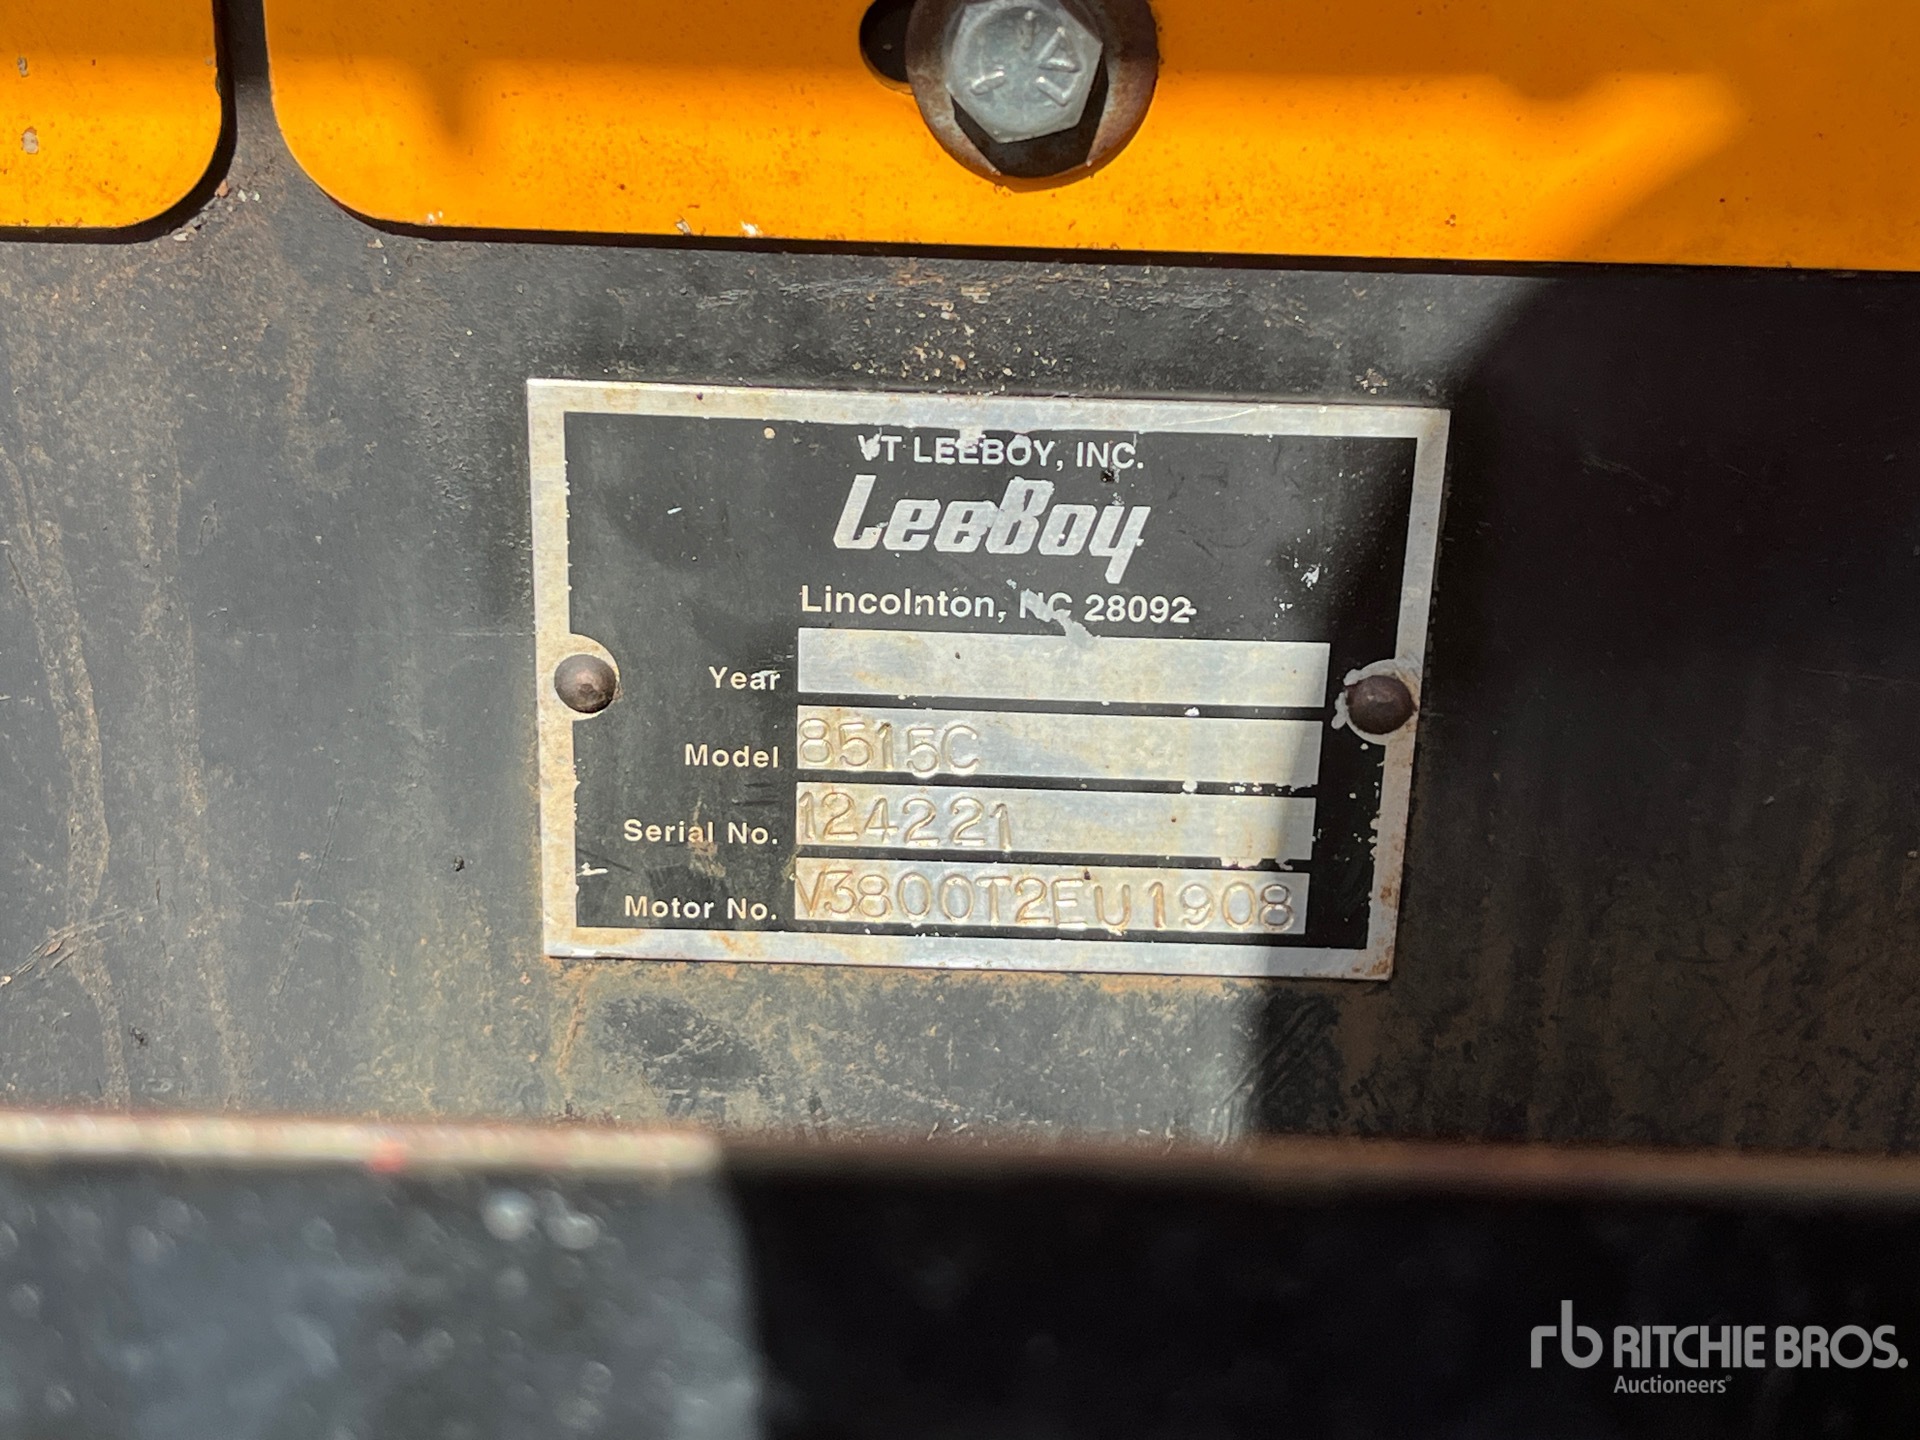 VT LEEBOY, INC.
LeeBoy
Lincolnton, NC 28092
Year
Model 8515C
Serial No. 124221
Motor No. V3800T2EU1908
rb RITCHIE BROS.
Auctioneers®